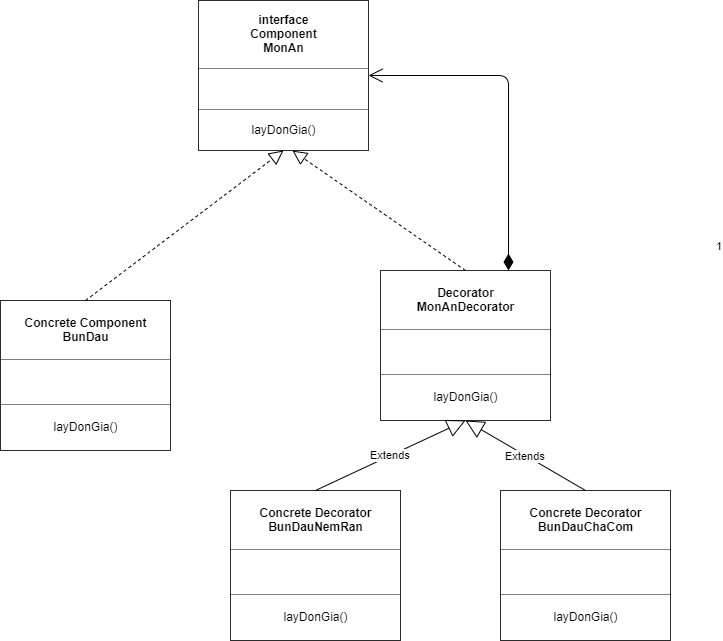 interface
Component
MonAn
layDonGia()
1
Decorator
MonAnDecorator
layDonGia()
Concrete Component
BunDau
layDonGia()
Extends
Extends
Concrete Decorator
BunDauNemRan
layDonGia()
Concrete Decorator
BunDauChaCom
layDonGia()